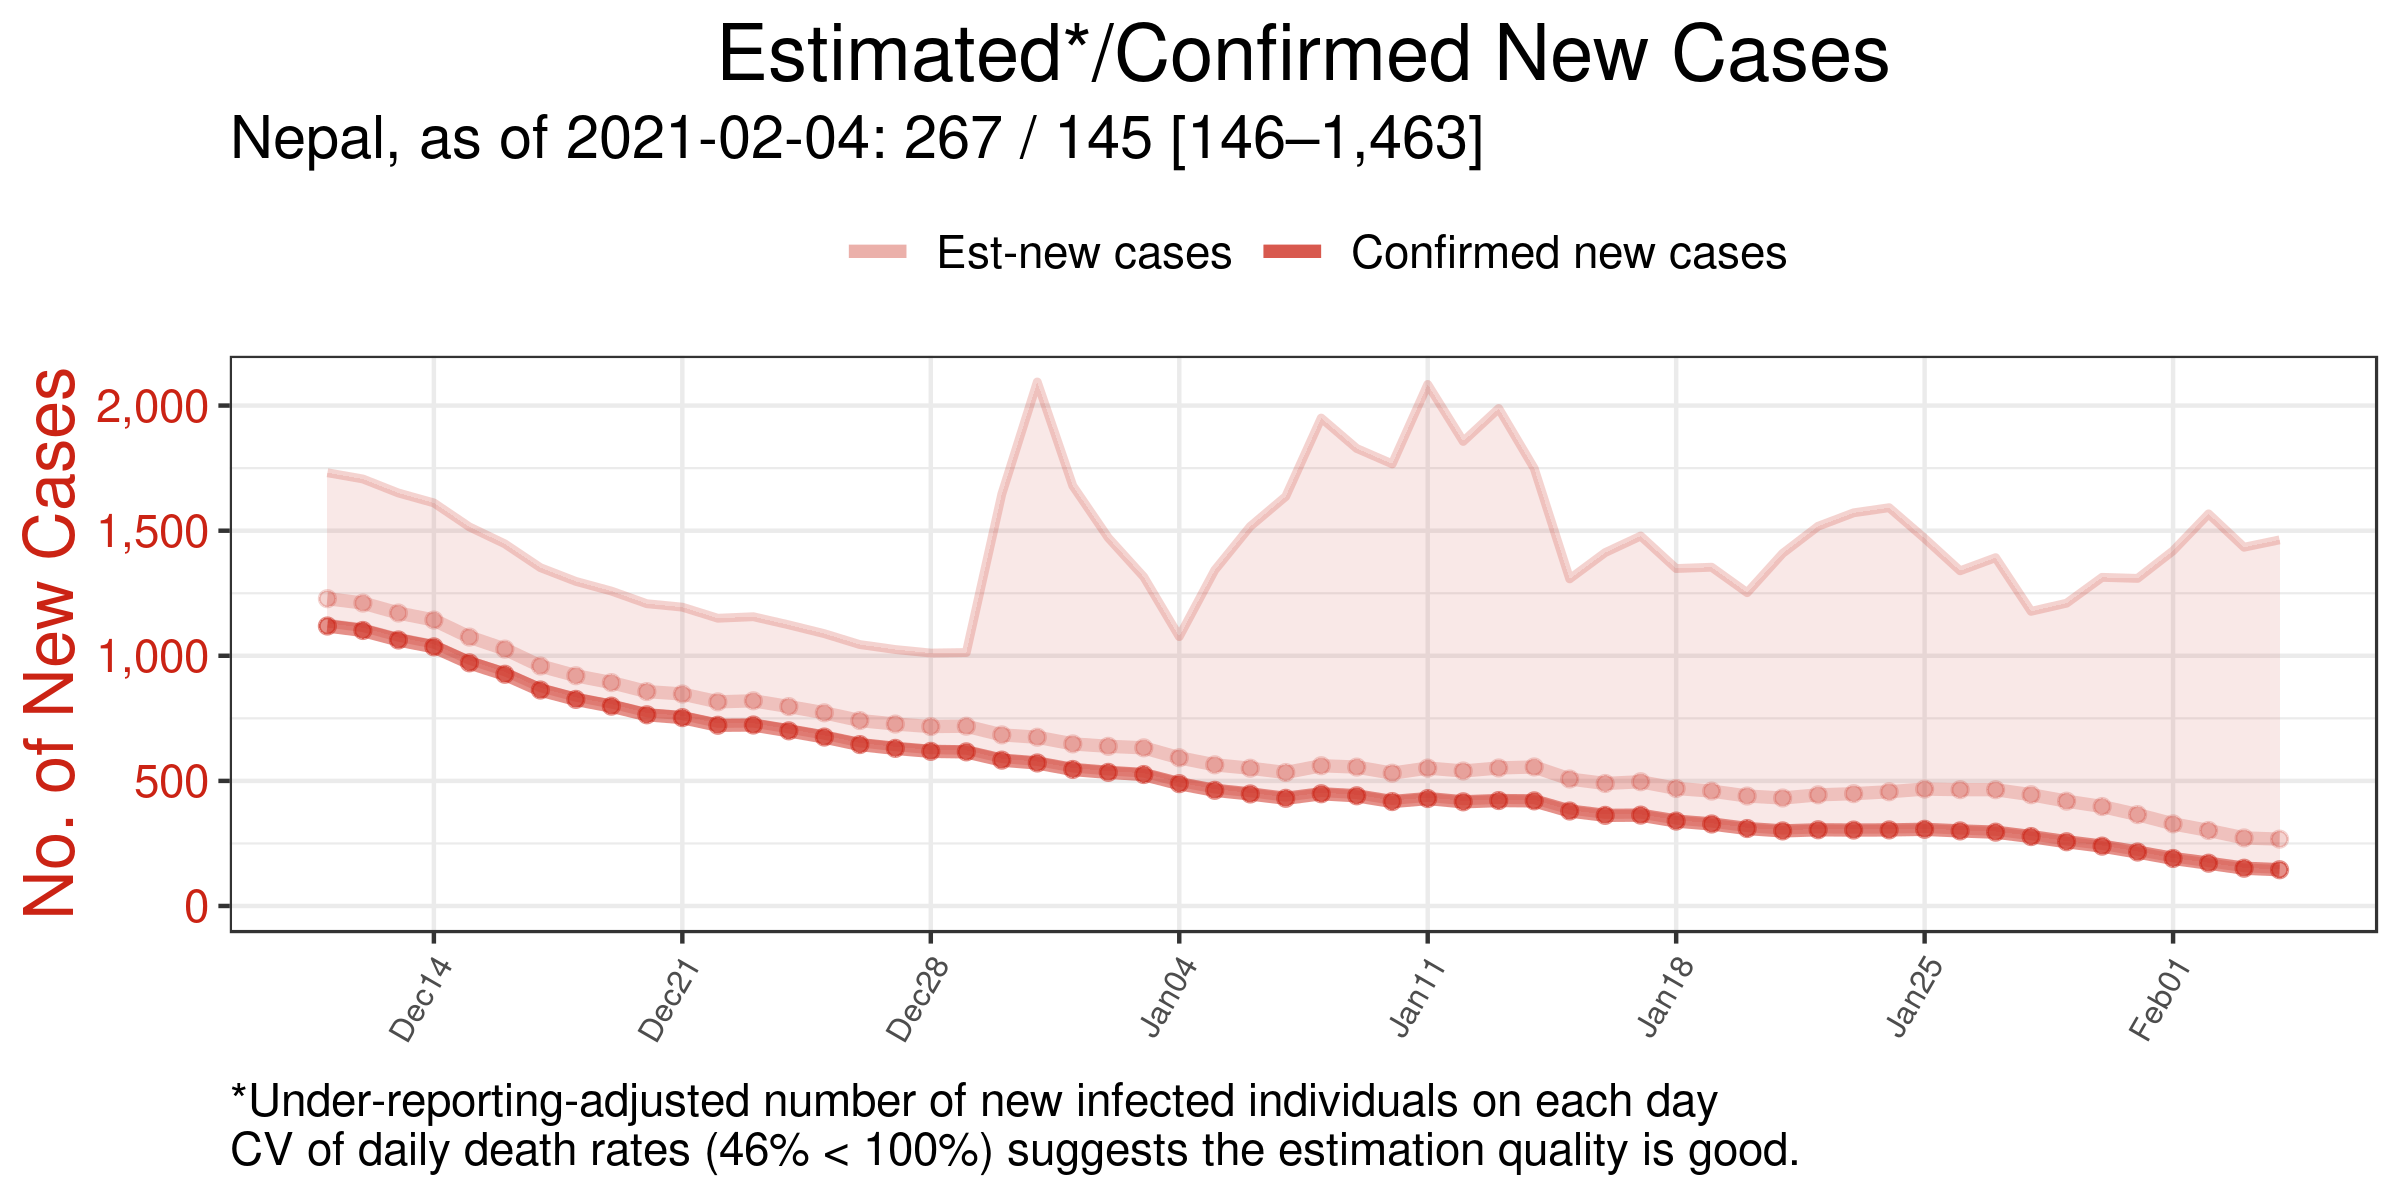 Estimated*/Confirmed New Cases
Nepal, as of 2021-02-04: 267 / 145 [146–1,463]
Est-new cases
Confirmed new cases
No. of New Cases
2,000
1,500
1,000
500
0
Dec14
Dec21
Dec28
Jan04
Jan11
Jan18
Jan25
Feb01
*Under-reporting-adjusted number of new infected individuals on each day
CV of daily death rates (46% < 100%) suggests the estimation quality is good.